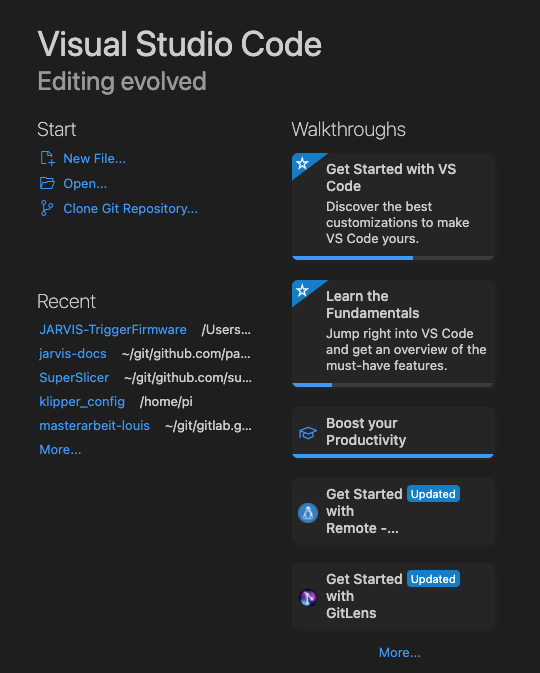 Visual Studio Code
Editing evolved
Start
New File...
Open...
Clone Git Repository...
Recent
JARVIS-TriggerFirmware /Users...
jarvis-docs ~/git/github.com/pa...
SuperSlicer ~/git/github.com/su...
klipper_config /home/pi
masterarbeit-louis ~/git/gitlab.g...
More...
Walkthroughs
Get Started with VS
Code
Discover the best
customizations to make
VS Code yours.
Learn the
Fundamentals
Jump right into VS Code
and get an overview of the
must-have features.
Boost your
Productivity
Get Started Updated
with
Remote -...
Get Started Updated
with
GitLens
More...